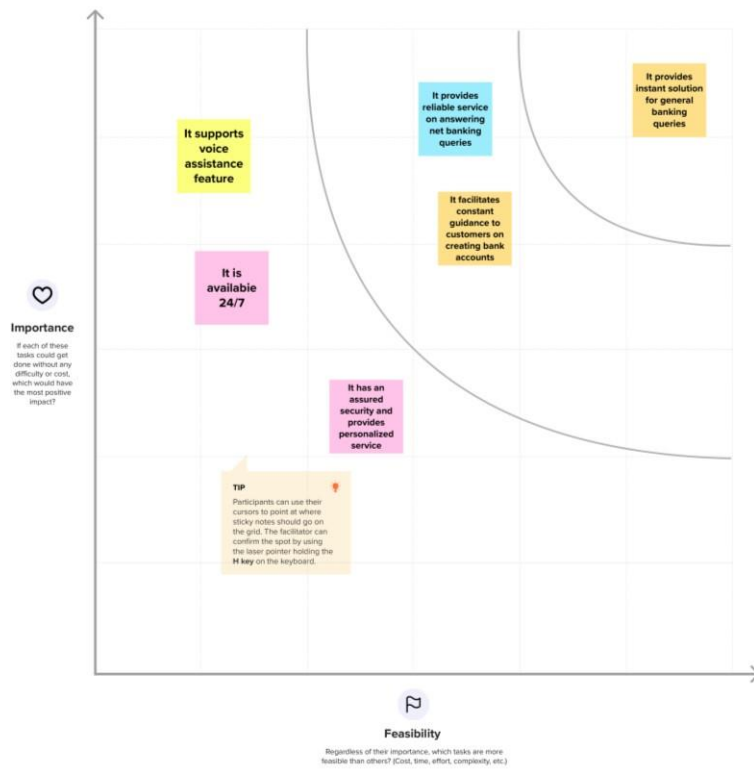 It provides
instant solution
for general
banking
queries
It provides
reliable service
on answering
net banking
queries
It supports
voice
assistance
feature
It facilitates
constant
guidance to
customers on
creating bank
accounts
It is
available
24/7
Importance
If each of these
tasks could get
done without any
difficulty or cost,
which would have
the most positive
impact?
It has an
assured
security and
provides
personalized
service
TIP
Participants can use their
cursors to point at where
sticky notes should go on
the grid. The facilitator can
confirm the spot by using
the laser pointer holding the
H key on the keyboard.
Feasibility
Regardless of their importance, which tasks are more
feasible than others? (Cost, time, effort, complexity, etc.)